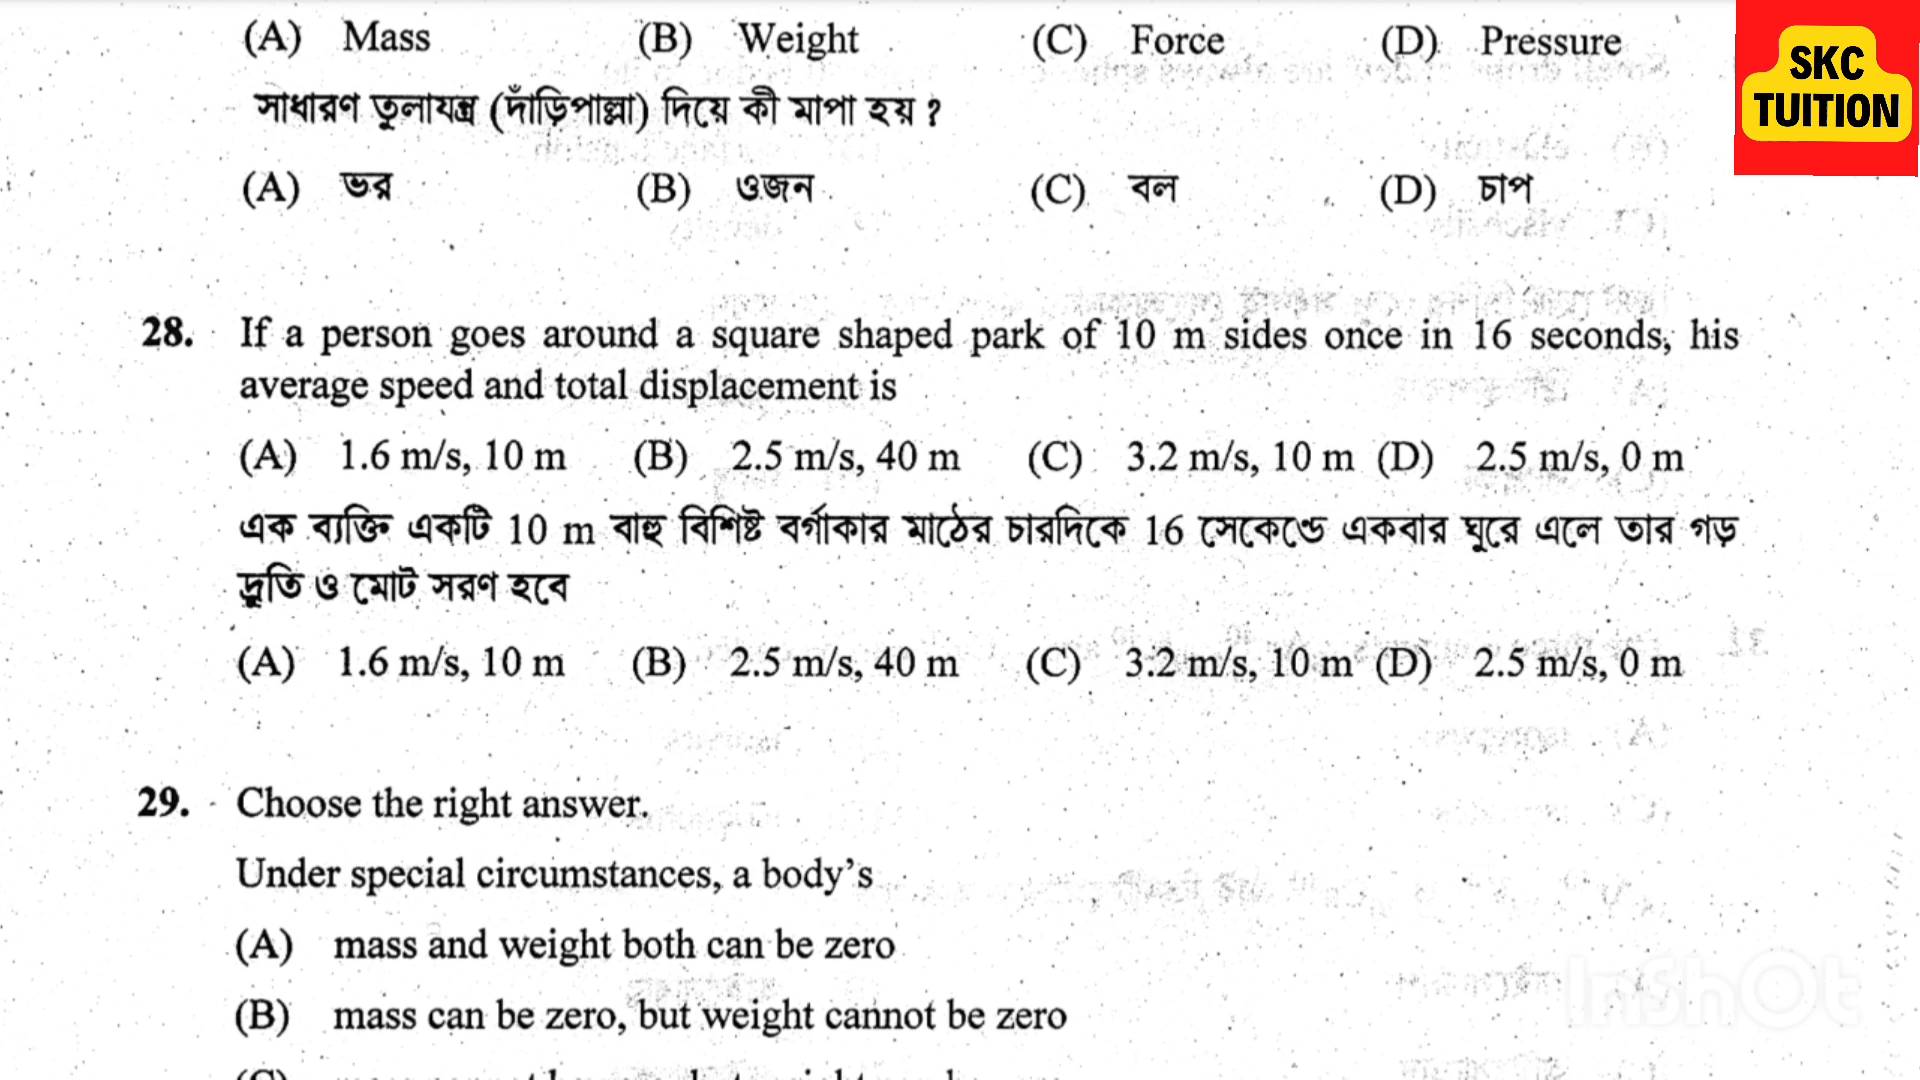 (A) Mass (B) Weight (C) Force (D) Pressure
সাধারণ তুলাযন্ত্র (দাঁড়িপাল্লা) দিয়ে কী মাপা হয় ?
(A) ভর (B) ওজন (C) বল (D) চাপ
SKC
TUITION
28. If a person goes around a square shaped park of 10 m sides once in 16 seconds, his
average speed and total displacement is
(A) 1.6 m/s, 10 m (B) 2.5 m/s, 40 m (C) 3.2 m/s, 10 m (D) 2.5 m/s, 0 m
এক ব্যক্তি একটি 10 m বাহু বিশিষ্ট বর্গাকার মাঠের চারদিকে 16 সেকেণ্ডে একবার ঘুরে এলে তার গড়
দ্রুতি ও মোট সরণ হবে
(A) 1.6 m/s, 10 m (B) 2.5 m/s, 40 m (C) 3.2 m/s, 10 m (D) 2.5 m/s, 0 m
29. Choose the right answer.
Under special circumstances, a body's
(A) mass and weight both can be zero
(B) mass can be zero, but weight cannot be zero
InShOt